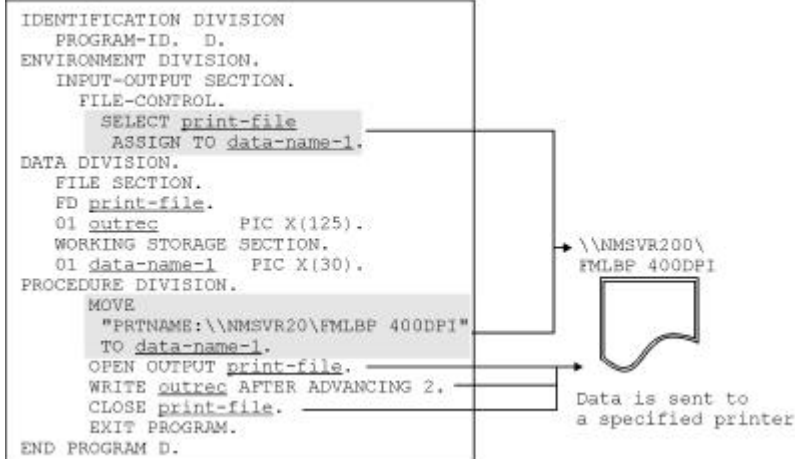 IDENTIFICATION DIVISION
PROGRAM-ID. D.
ENVIRONMENT DIVISION.
INPUT-OUTPUT SECTION.
FILE-CONTROL.
SELECT print-file
ASSIGN TO data-name-1.
DATA DIVISION.
FILE SECTION.
FD print-file.
01 outrec PIC X(125).
WORKING STORAGE SECTION.
01 data-name-1 PIC X(30).
PROCEDURE DIVISION.
MOVE
"PRTNAME:\\NMSVR20\FMLBP 400DPI"
TO data-name-1.
OPEN OUTPUT print-file.
WRITE outrec AFTER ADVANCING 2.
CLOSE print-file.
EXIT PROGRAM.
END PROGRAM D.
\\NMSVR200\
FMLBP 400DPI
Data is sent to
a specified printer